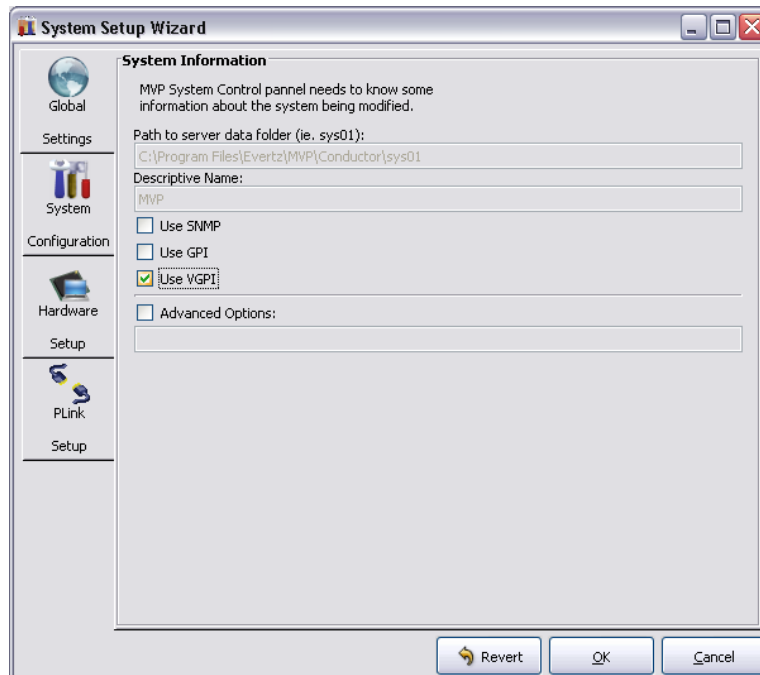 System Setup Wizard
Global
Settings
System
Configuration
Hardware
Setup
PLink
Setup
System Information
MVP System Control pannel needs to know some
information about the system being modified.
Path to server data folder (ie. sys01):
C:\Program Files\Evertz\MVP\Conductor\sys01
Descriptive Name:
MVP
Use SNMP
Use GPI
Use VGPI
Advanced Options:
Revert
OK
Cancel